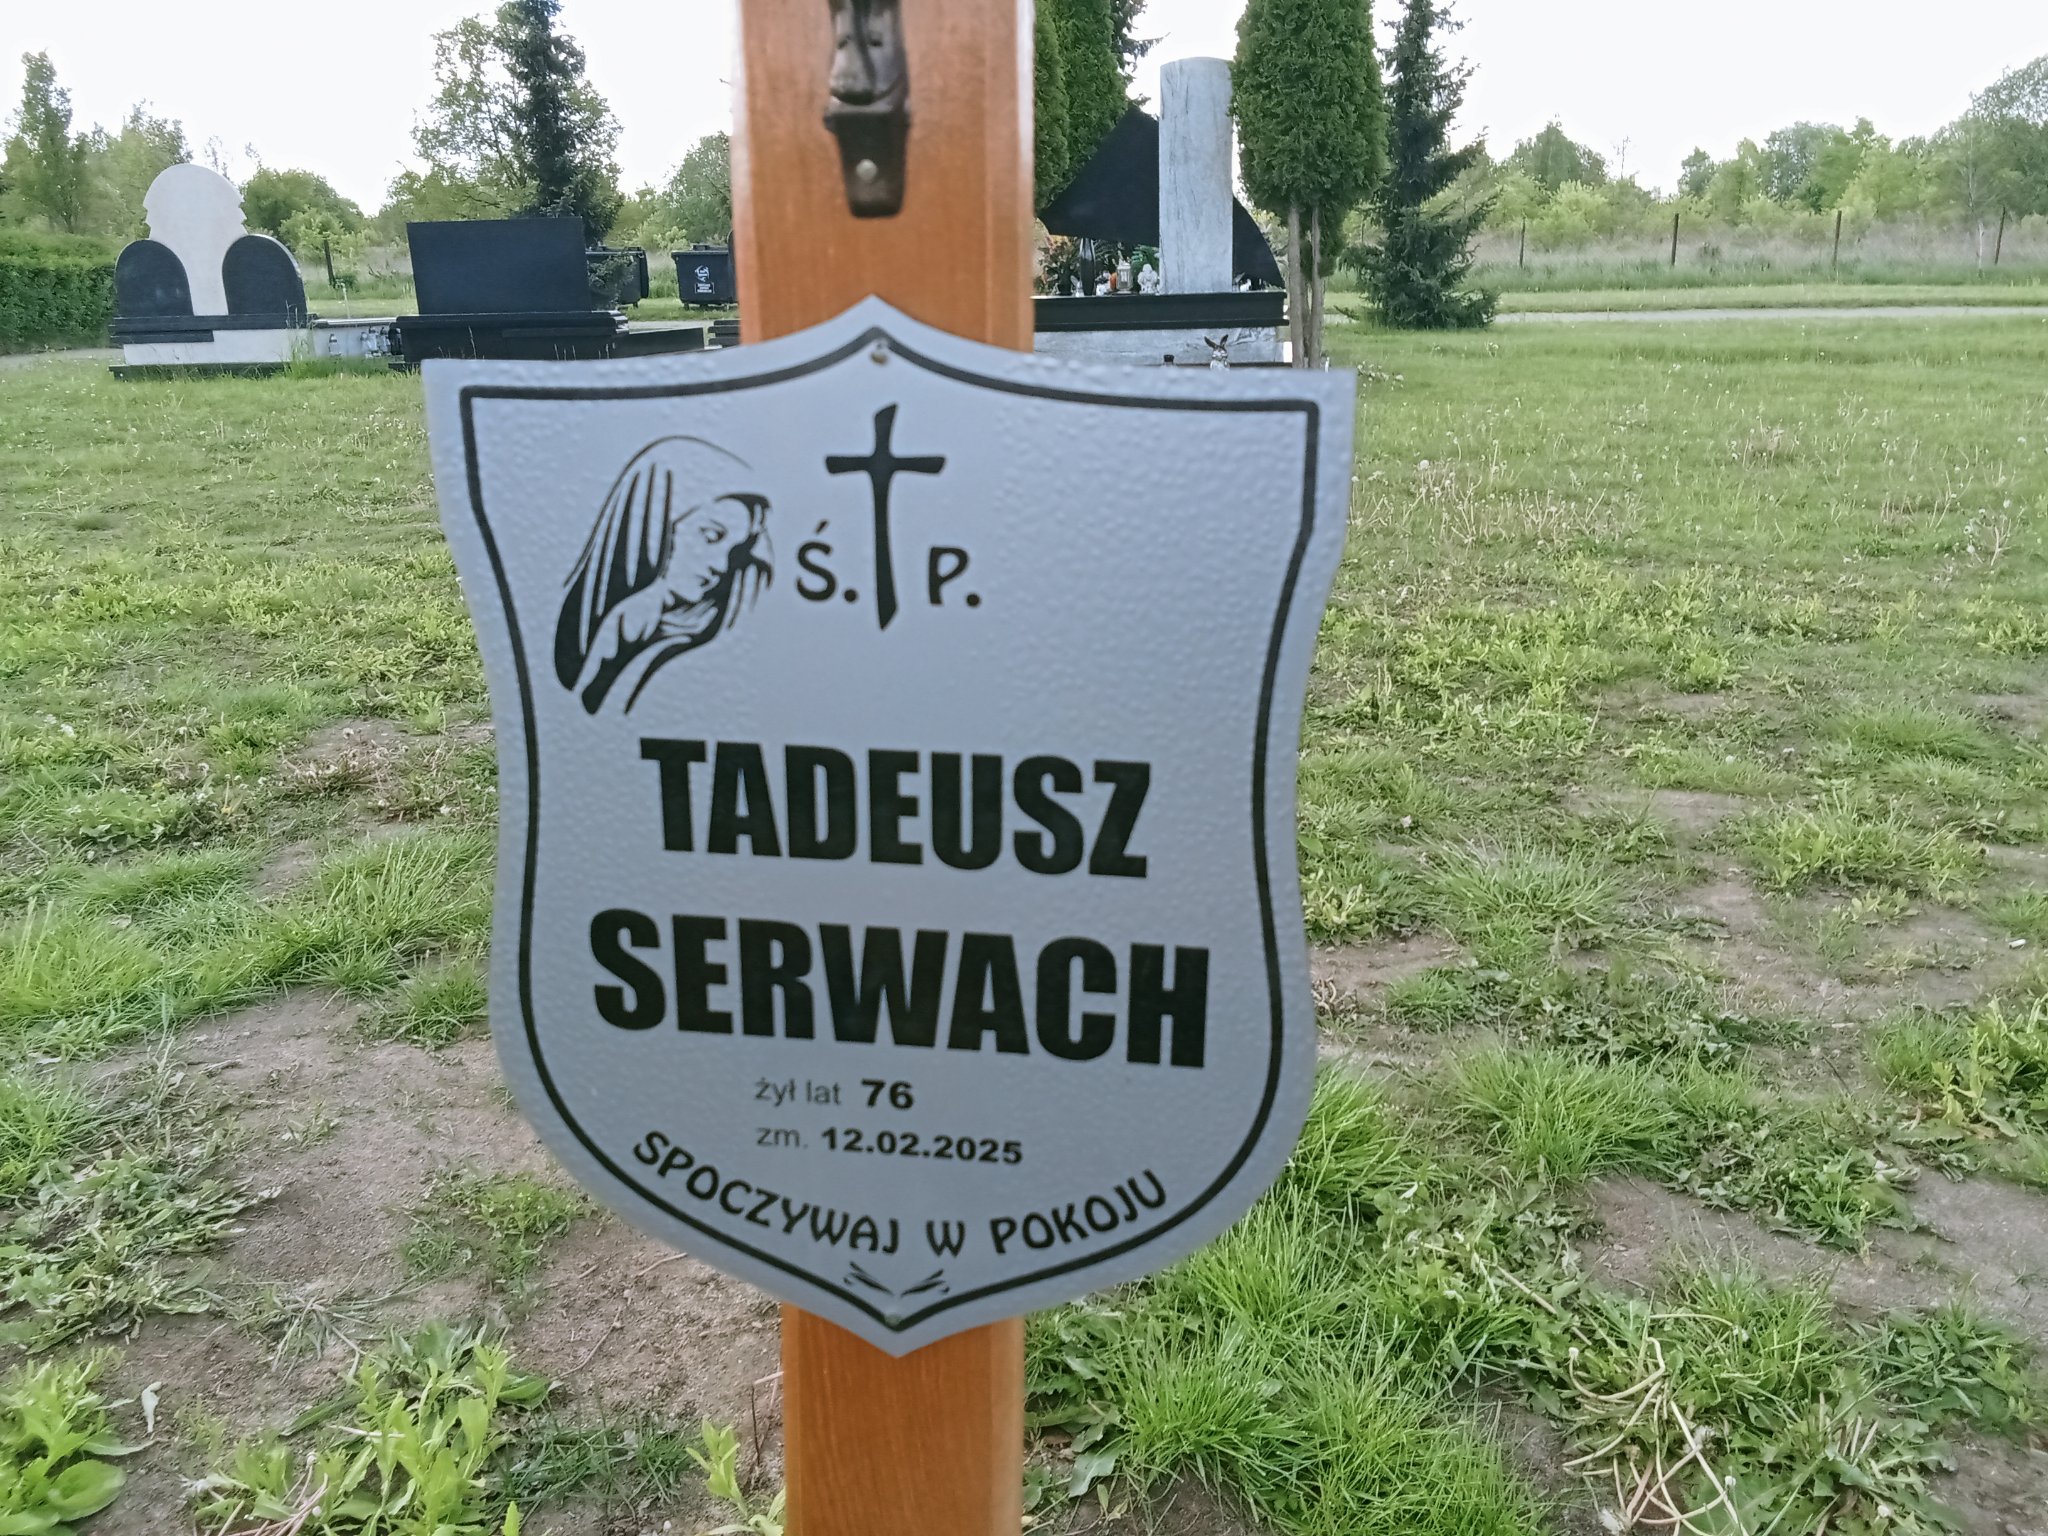 Ś. P.
TADEUSZ
SERWACH
żył lat 76
zm. 12.02.2025
SPOCZYWAJ W POKOJU